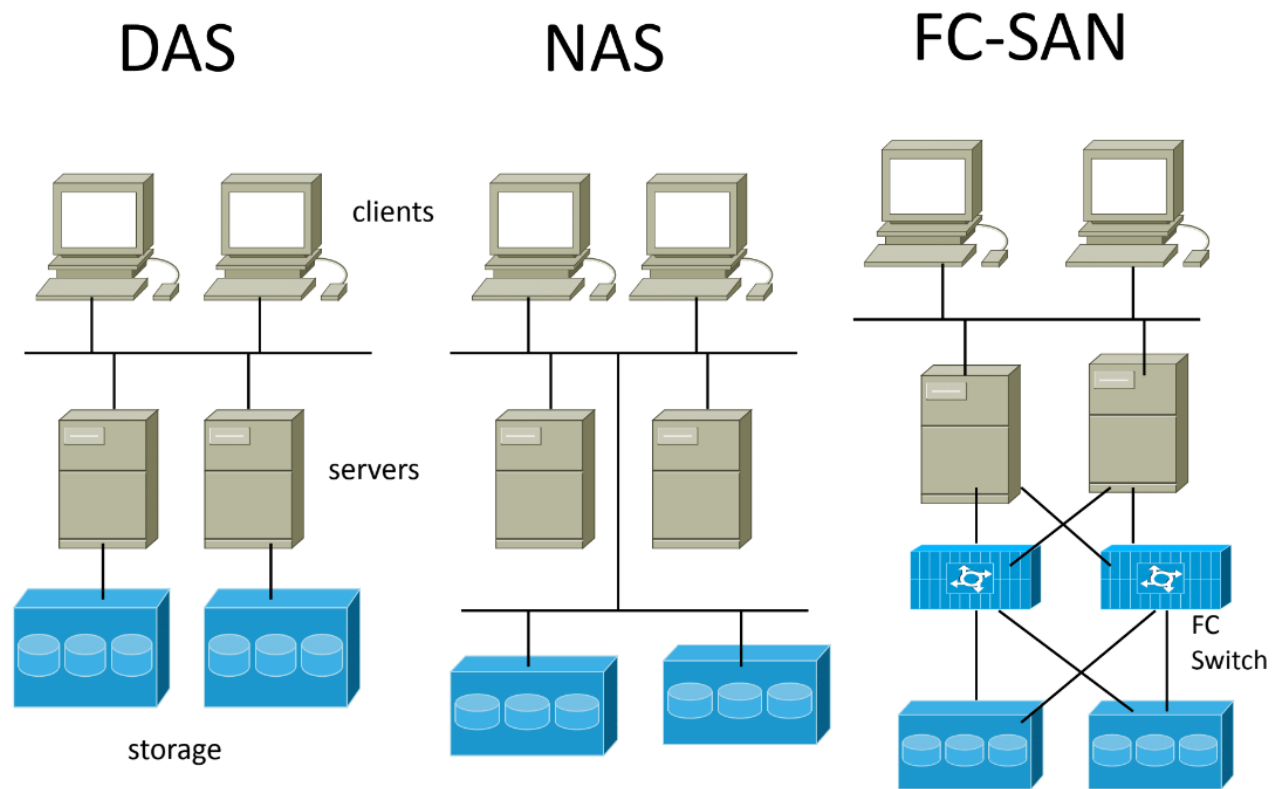 DAS
NAS
FC-SAN
clients
servers
FC
Switch
storage